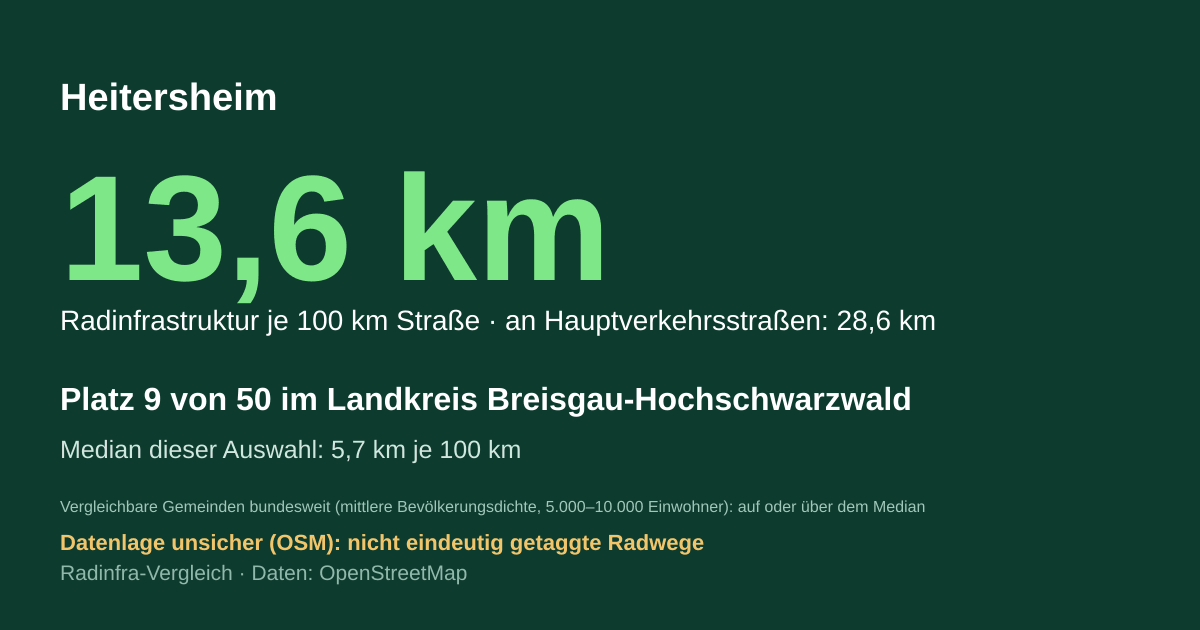 Heitersheim
13,6 km
Radinfrastruktur je 100 km Straße · an Hauptverkehrsstraßen: 28,6 km
Platz 9 von 50 im Landkreis Breisgau-Hochschwarzwald
Median dieser Auswahl: 5,7 km je 100 km
Vergleichbare Gemeinden bundesweit (mittlere Bevölkerungsdichte, 5.000–10.000 Einwohner): auf oder über dem Median
Datenlage unsicher (OSM): nicht eindeutig getaggte Radwege
Radinfra-Vergleich · Daten: OpenStreetMap